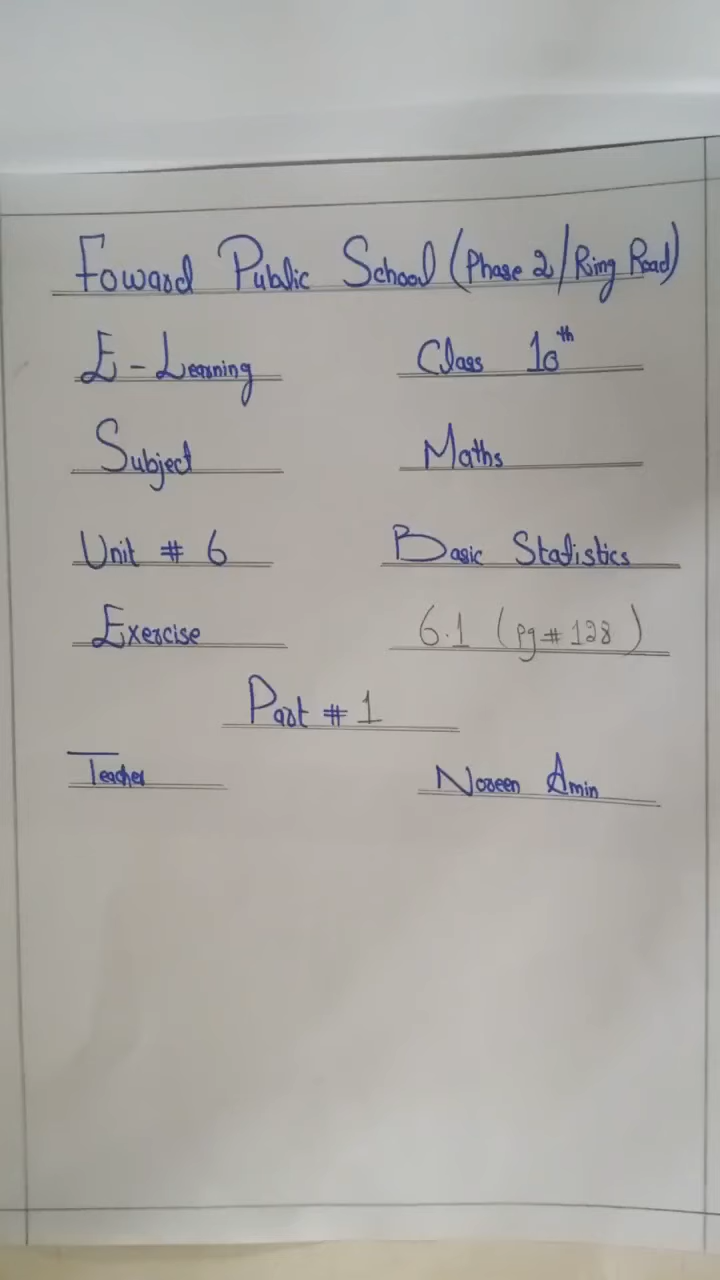 Foward Public School (Phase 2/Ring Road)
E-Learning Class 10th
Subject Maths
Unit # 6 Basic Statistics
Exercise 6.1 (pg # 128)
Part # 1
Teacher Noreen Amin